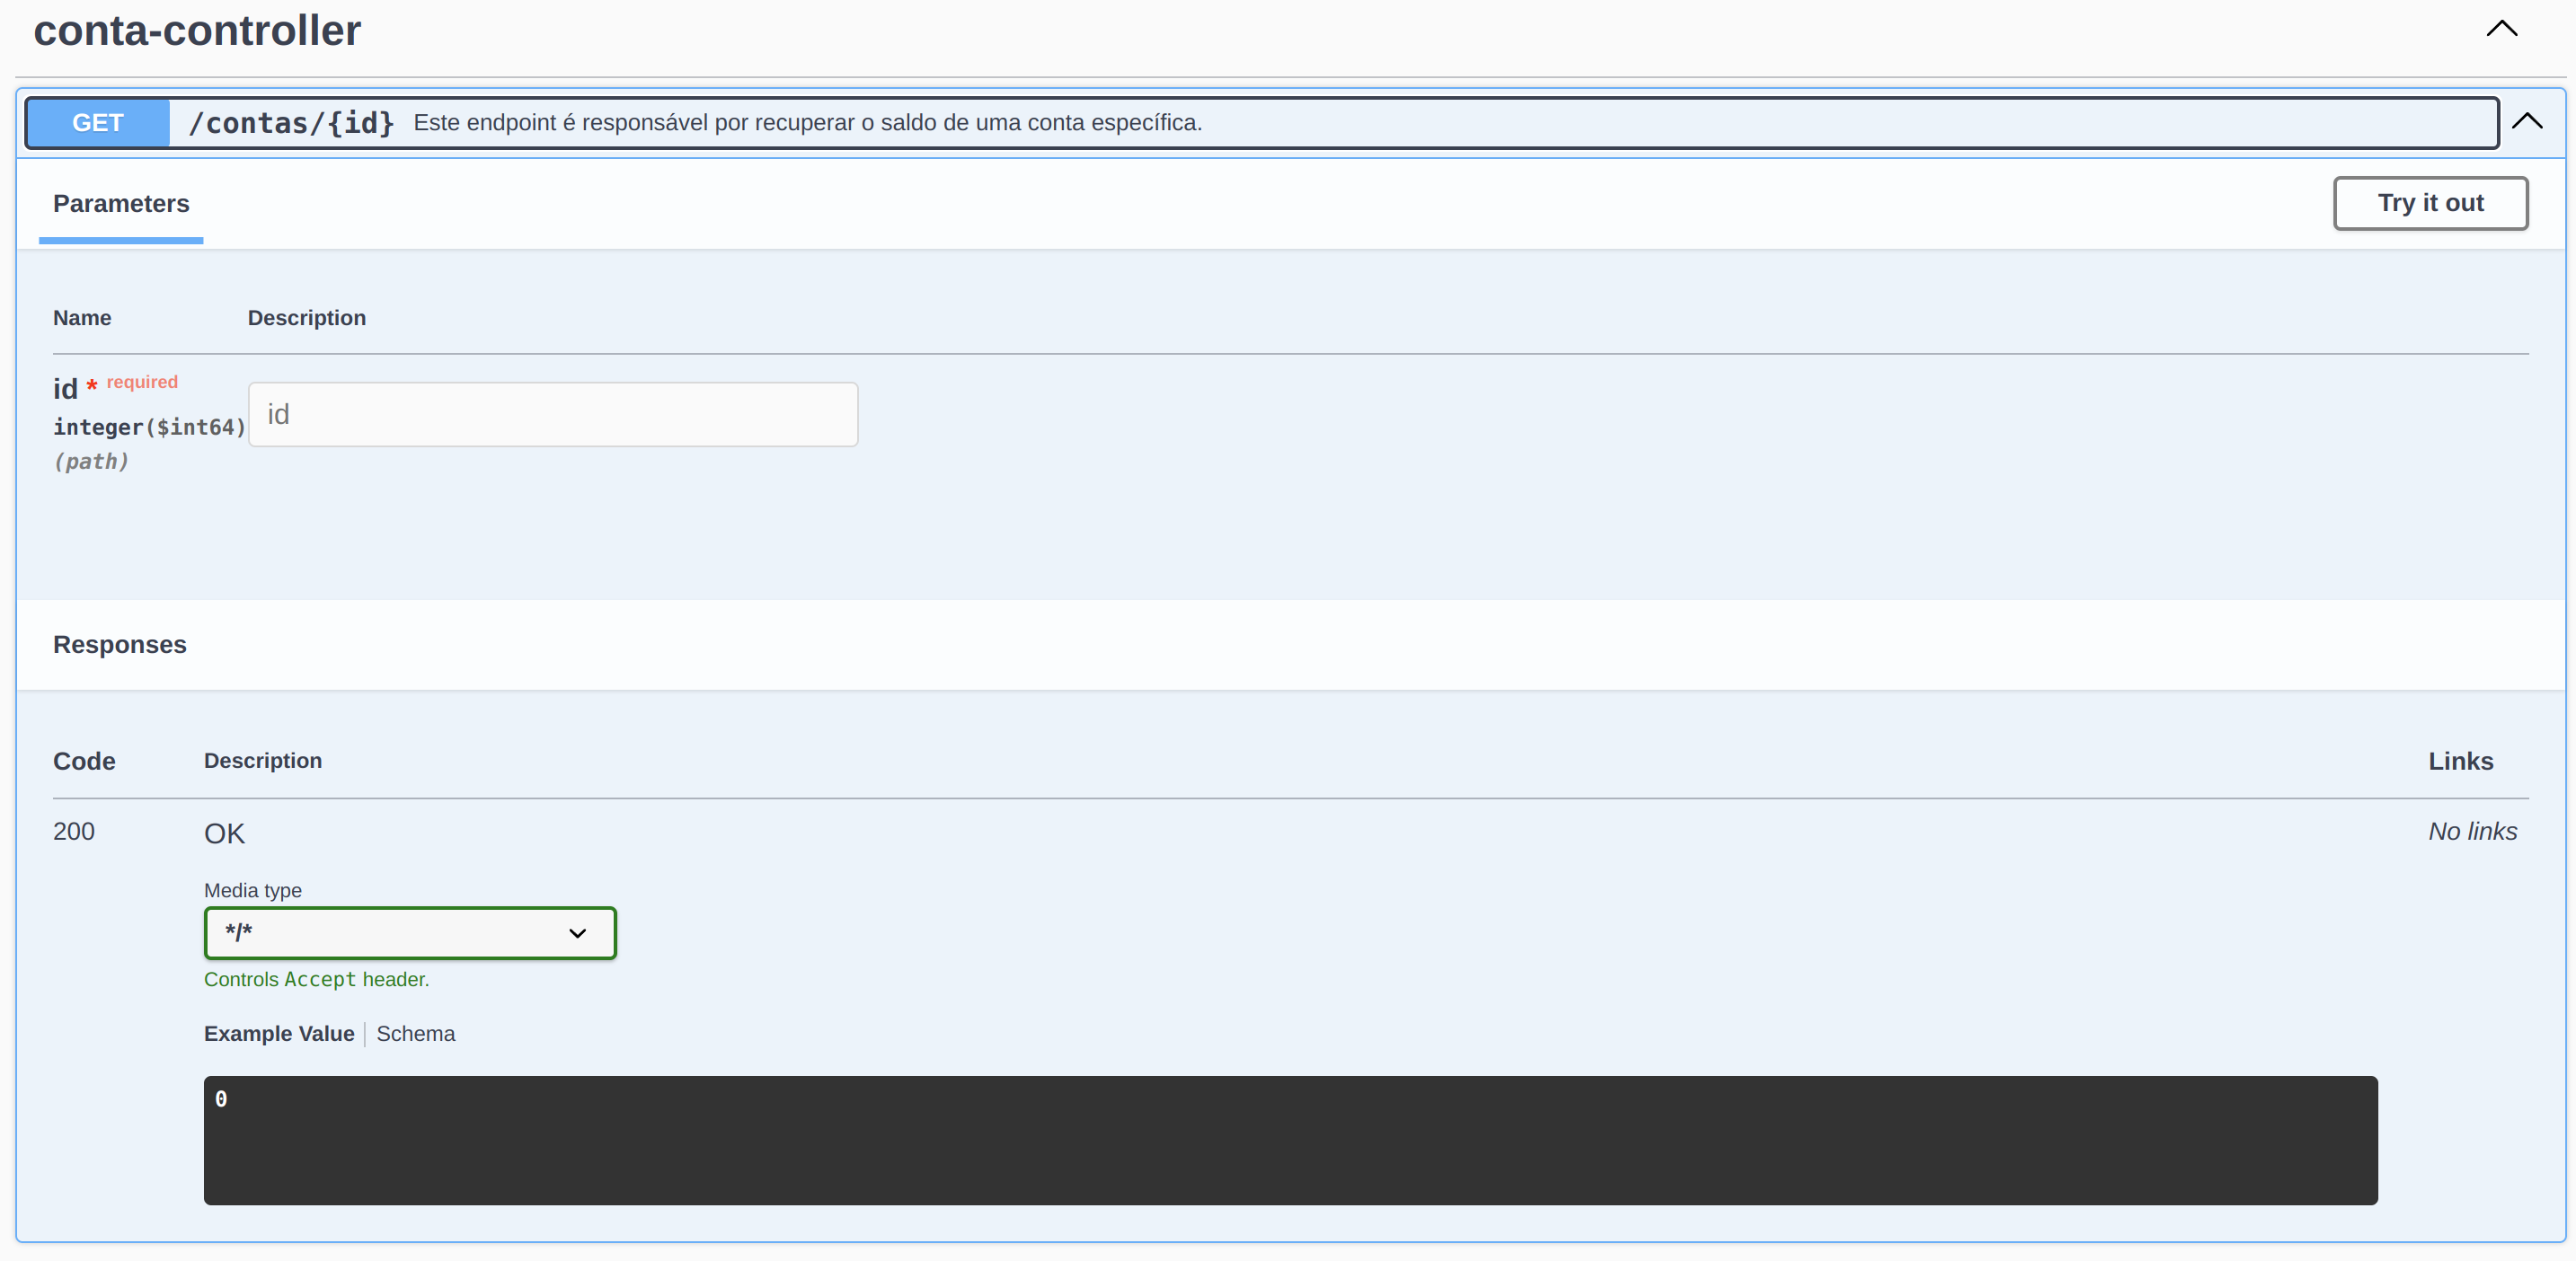 conta-controller
GET /contas/{id} Este endpoint é responsável por recuperar o saldo de uma conta específica.
Parameters
Try it out
Name Description
id * required
integer($int64)
(path)
id
Responses
Code Description Links
200 OK No links
Media type
*/*
Controls Accept header.
Example Value Schema
0